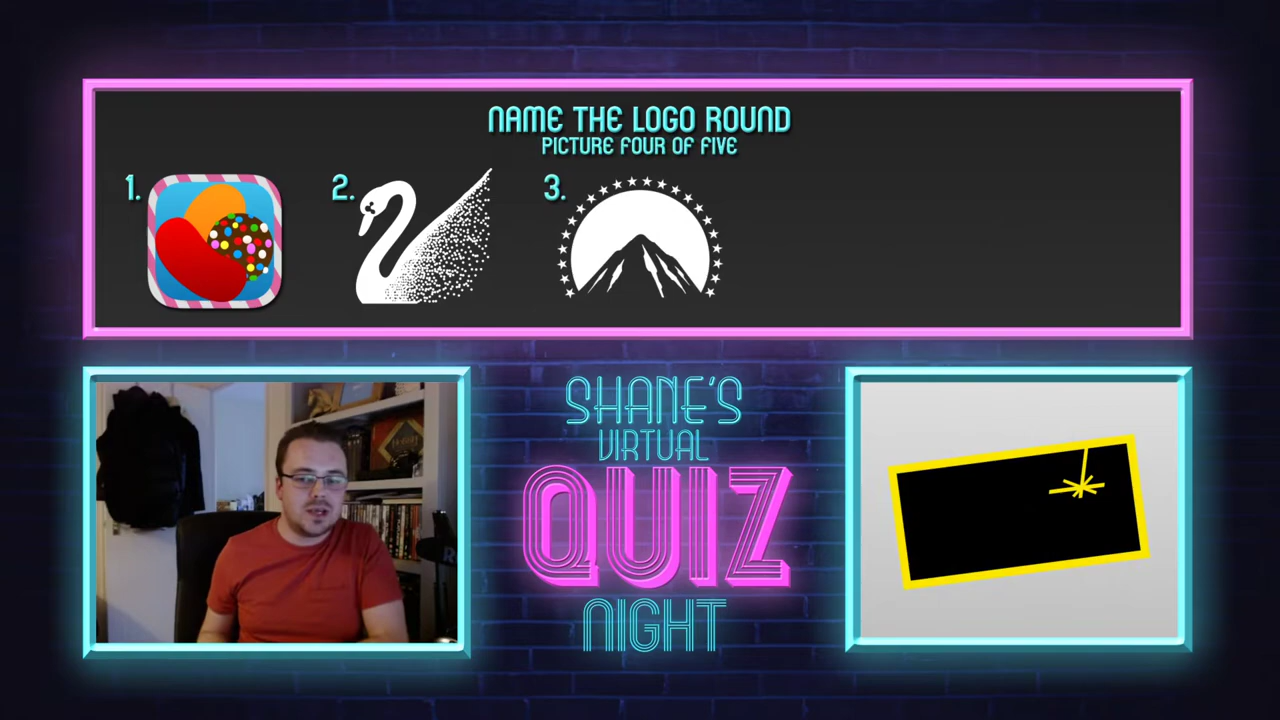 NAME THE LOGO ROUND
PICTURE FOUR OF FIVE
1.
2.
3.
SHANE'S
VIRTUAL
QUIZ
NIGHT